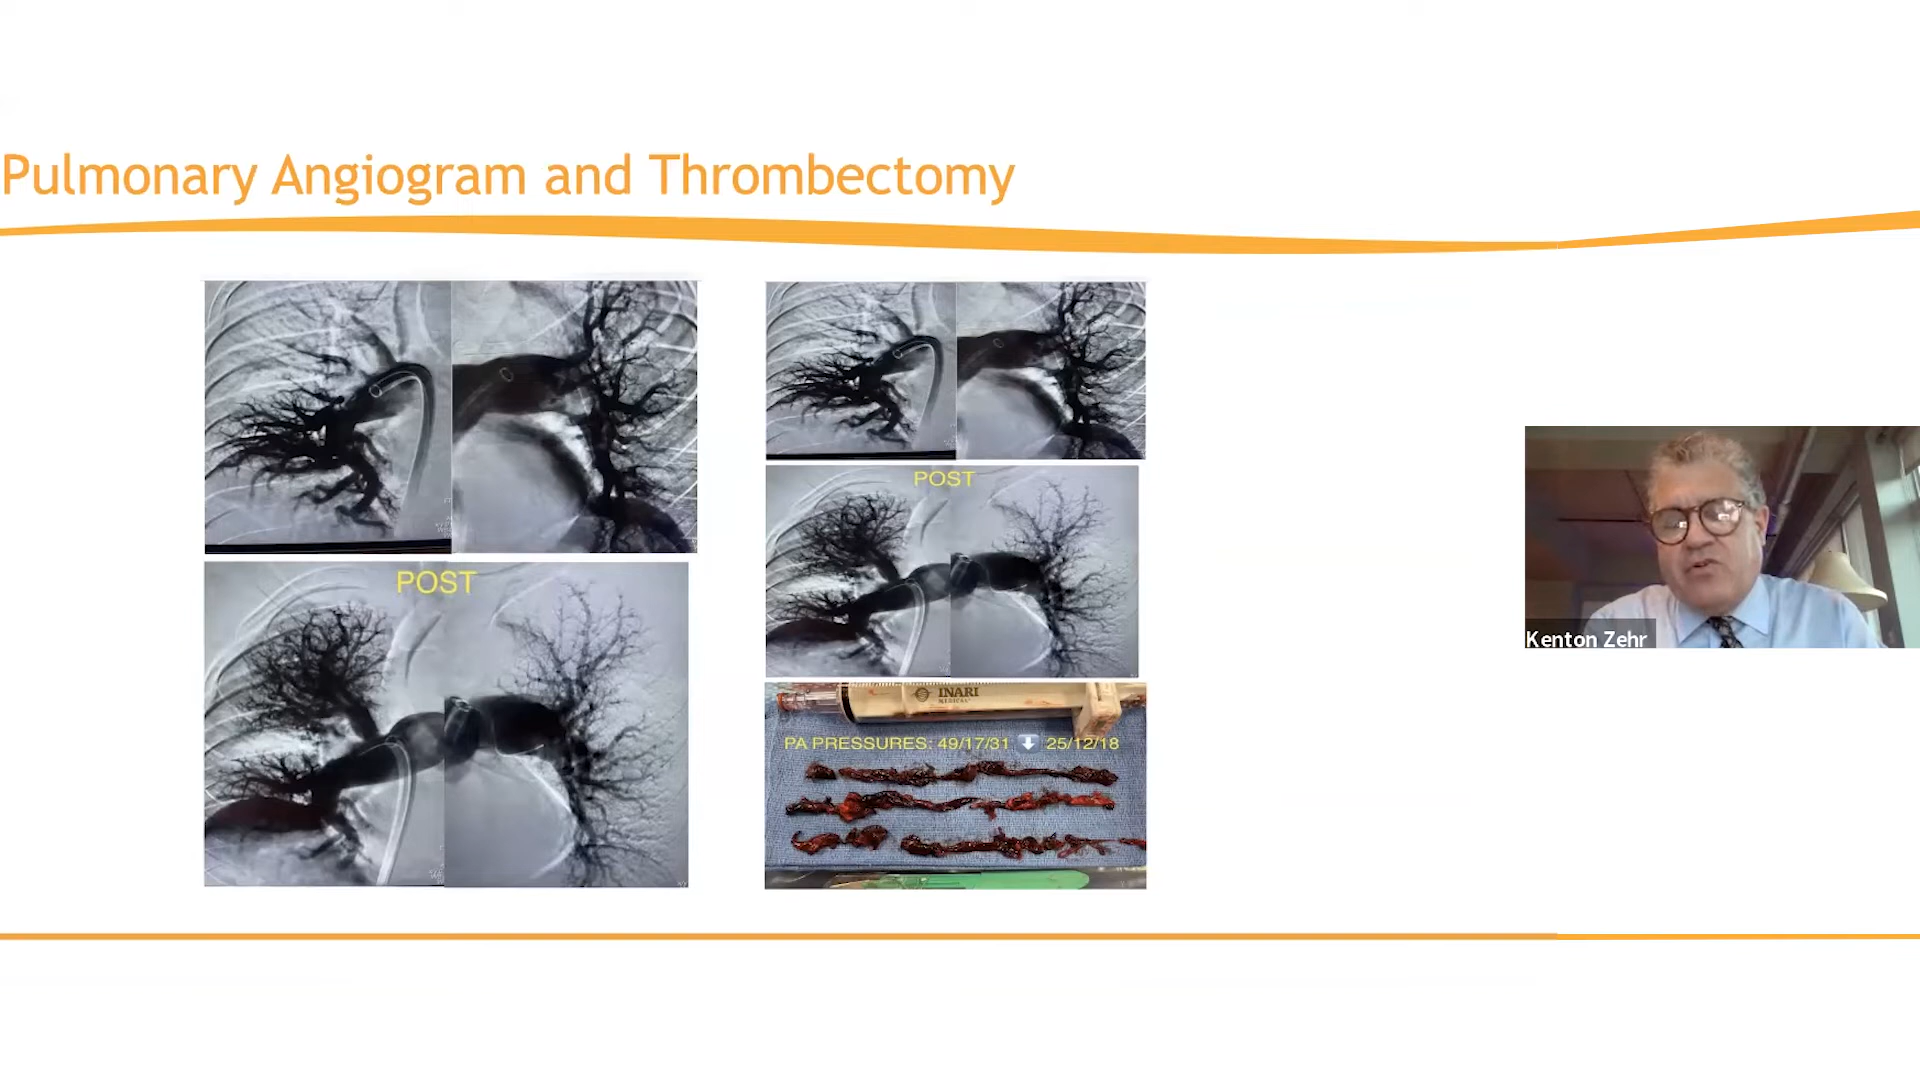 Pulmonary Angiogram and Thrombectomy
POST
POST
INARI
MEDICAL
PA PRESSURES: 49/17/31 ⬇ 25/12/18
Kenton Zehr